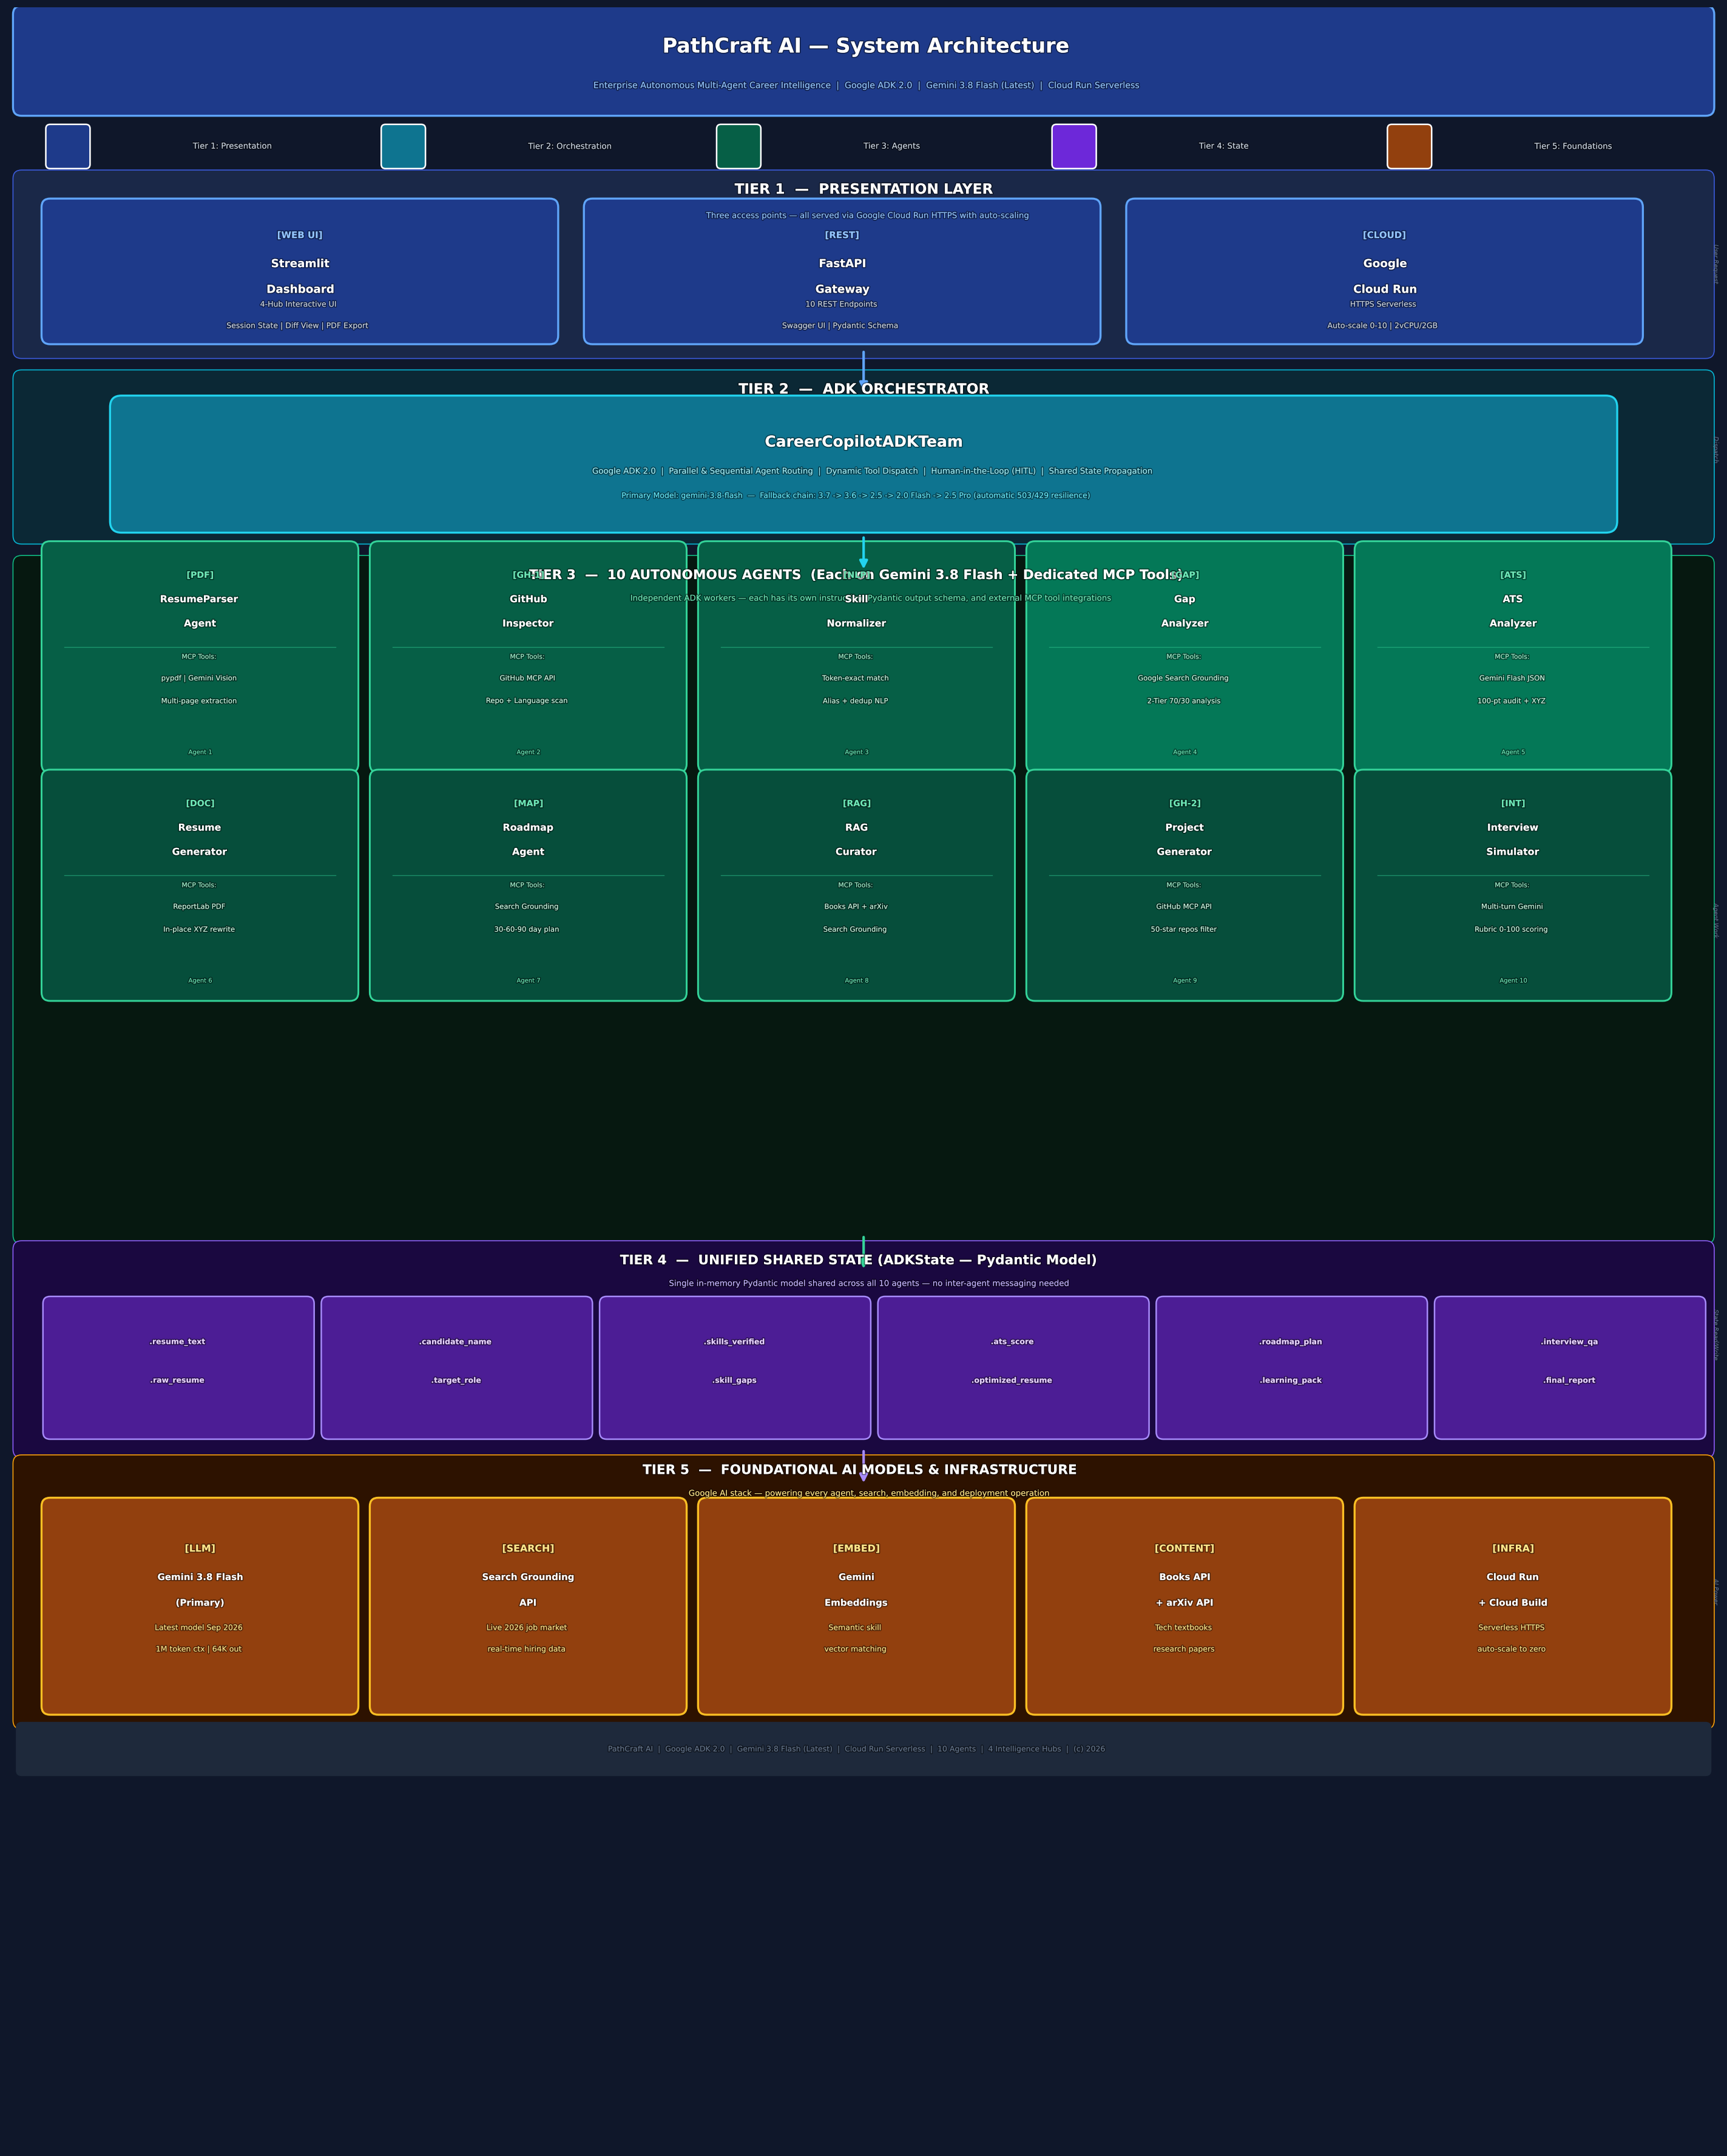 PathCraft AI — System Architecture
Enterprise Autonomous Multi-Agent Career Intelligence | Google ADK 2.0 | Gemini 3.8 Flash (Latest) | Cloud Run Serverless
Tier 1: Presentation
Tier 2: Orchestration
Tier 3: Agents
Tier 4: State
Tier 5: Foundations
TIER 1 — PRESENTATION LAYER
Three access points — all served via Google Cloud Run HTTPS with auto-scaling
[WEB UI]
Streamlit
Dashboard
4-Hub Interactive UI
Session State | Diff View | PDF Export
[REST]
FastAPI
Gateway
10 REST Endpoints
Swagger UI | Pydantic Schema
[CLOUD]
Google
Cloud Run
HTTPS Serverless
Auto-scale 0-10 | 2vCPU/2GB
User Request
TIER 2 — ADK ORCHESTRATOR
CareerCopilotADKTeam
Google ADK 2.0 | Parallel & Sequential Agent Routing | Dynamic Tool Dispatch | Human-in-the-Loop (HITL) | Shared State Propagation
Primary Model: gemini-3.8-flash — Fallback chain: 3.7 -> 3.6 -> 2.5 -> 2.0 Flash -> 2.5 Pro (automatic 503/429 resilience)
Dispatch
TIER 3 — 10 AUTONOMOUS AGENTS (Each on Gemini 3.8 Flash + Dedicated MCP Tools)
Independent ADK workers — each has its own Pydantic output schema, and external MCP tool integrations
[PDF]
ResumeParser
Agent
MCP Tools:
pypdf | Gemini Vision
Multi-page extraction
Agent 1
GitHub
Inspector
MCP Tools:
GitHub MCP API
Repo + Language scan
Agent 2
Skill
Normalizer
MCP Tools:
Token-exact match
Alias + dedup NLP
Agent 3
Gap
Analyzer
MCP Tools:
Google Search Grounding
2-Tier 70/30 analysis
Agent 4
[ATS]
ATS
Analyzer
MCP Tools:
Gemini Flash JSON
100-pt audit + XYZ
Agent 5
[DOC]
Resume
Generator
MCP Tools:
ReportLab PDF
In-place XYZ rewrite
Agent 6
[MAP]
Roadmap
Agent
MCP Tools:
Search Grounding
30-60-90 day plan
Agent 7
[RAG]
RAG
Curator
MCP Tools:
Books API + arXiv
Search Grounding
Agent 8
[GH-2]
Project
Generator
MCP Tools:
GitHub MCP API
50-star repos filter
Agent 9
[INT]
Interview
Simulator
MCP Tools:
Multi-turn Gemini
Rubric 0-100 scoring
Agent 10
TIER 4 — UNIFIED SHARED STATE (ADKState — Pydantic Model)
Single in-memory Pydantic model shared across all 10 agents — no inter-agent messaging needed
.resume_text
.raw_resume
.candidate_name
.target_role
.skills_verified
.skill_gaps
.ats_score
.optimized_resume
.roadmap_plan
.learning_pack
.interview_qa
.final_report
TIER 5 — FOUNDATIONAL AI MODELS & INFRASTRUCTURE
Google AI stack — powering every agent, search, embedding, and deployment operation
[LLM]
Gemini 3.8 Flash
(Primary)
Latest model Sep 2026
1M token ctx | 64K out
[SEARCH]
Search Grounding
API
Live 2026 job market
real-time hiring data
[EMBED]
Gemini
Embeddings
Semantic skill
vector matching
[CONTENT]
Books API
+ arXiv API
Tech textbooks
research papers
[INFRA]
Cloud Run
+ Cloud Build
Serverless HTTPS
auto-scale to zero
PathCraft AI | Google ADK 2.0 | Gemini 3.8 Flash (Latest) | Cloud Run Serverless | 10 Agents | 4 Intelligence Hubs | (c) 2026